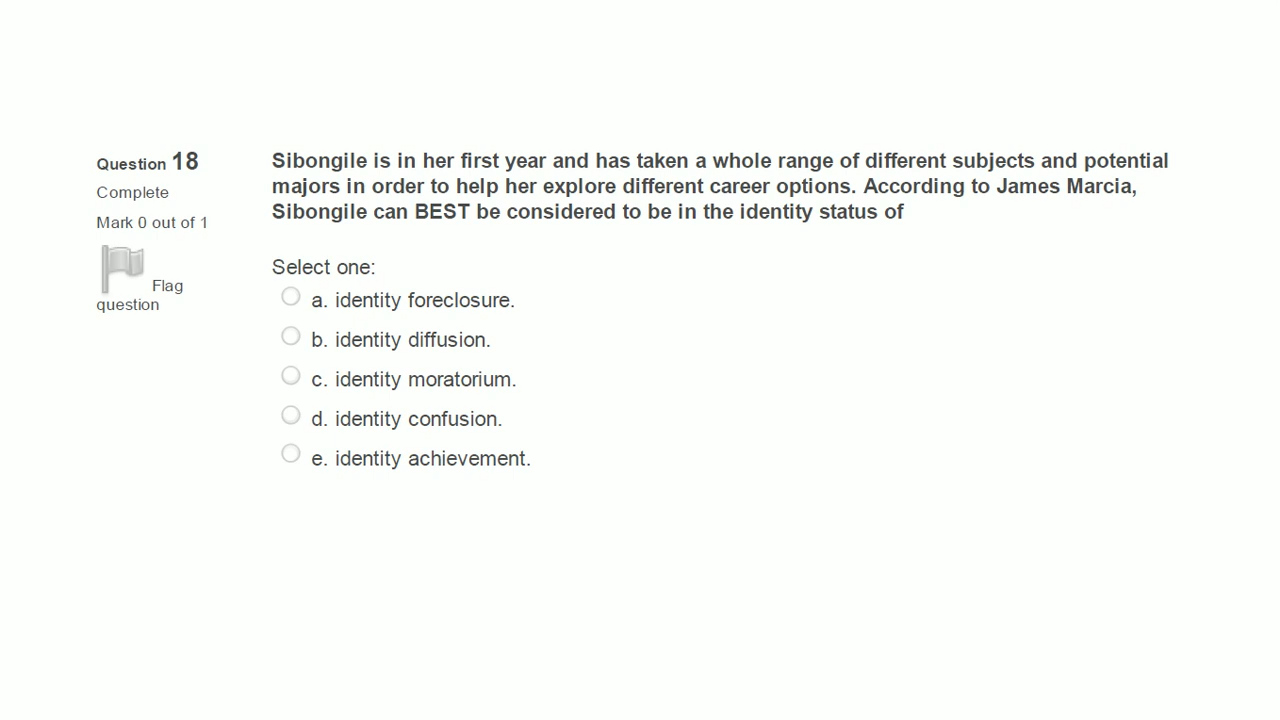 Question 18
Complete
Mark 0 out of 1
Flag
question
Sibongile is in her first year and has taken a whole range of different subjects and potential
majors in order to help her explore different career options. According to James Marcia,
Sibongile can BEST be considered to be in the identity status of
Select one:
a. identity foreclosure.
b. identity diffusion.
c. identity moratorium.
d. identity confusion.
e. identity achievement.